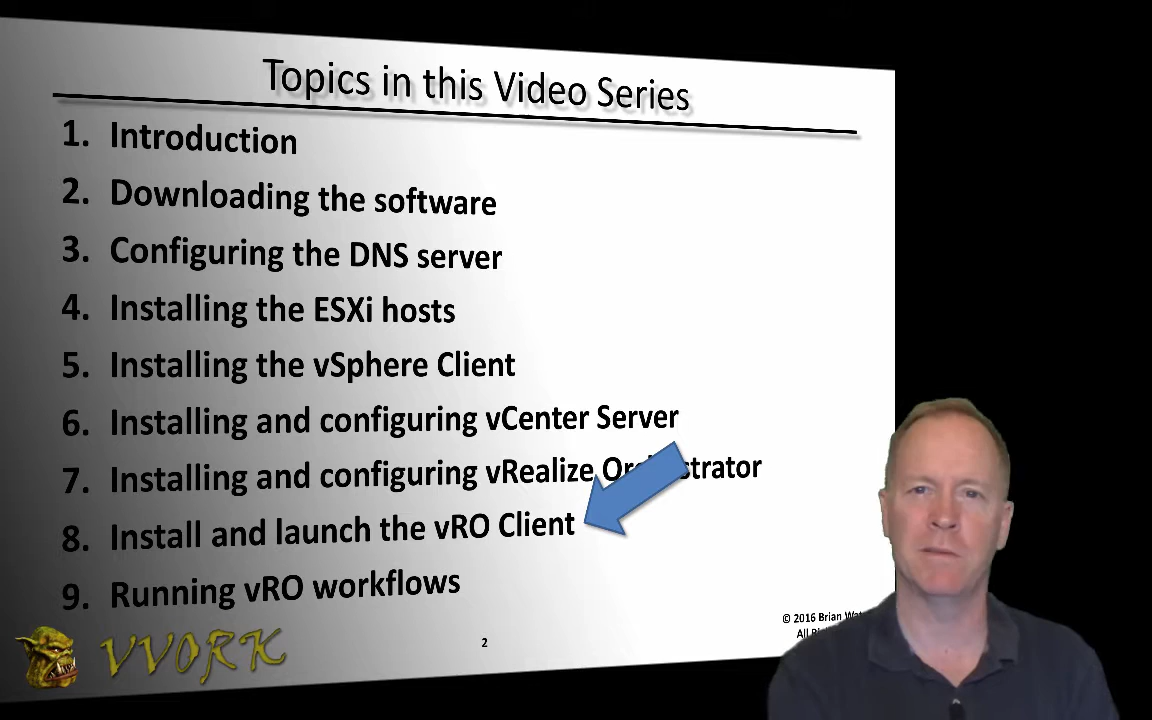 Topics in this Video Series
1. Introduction
2. Downloading the software
3. Configuring the DNS server
4. Installing the ESXi hosts
5. Installing the vSphere Client
6. Installing and configuring vCenter Server
7. Installing and configuring vRealize
8. Install and launch the vRO Client
9. Running vRO workflows
© 2016 Brian
All
VVORK
2